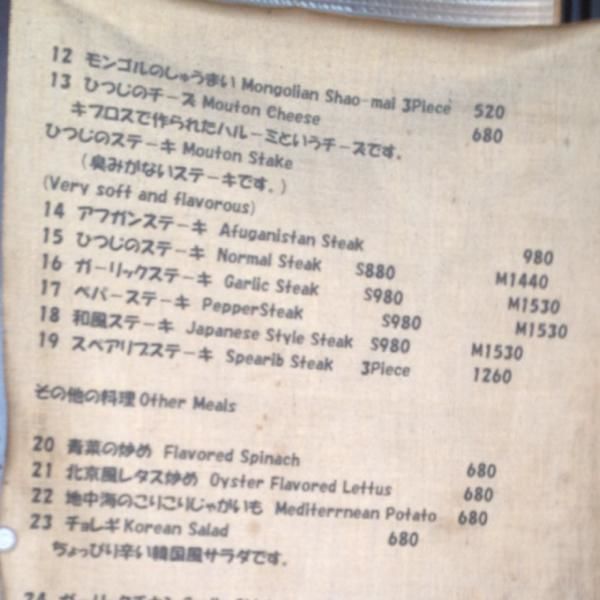 12 モンゴルのしゅうまい Mongolian Shao-mai 3Piece 520
13 ひつじのチーズ Mouton Cheese 680
キプロスで作られたハルーミというチーズです。
ひつじのステーキ Mouton Stake
(臭みがないステーキです。)
(Very soft and flavorous)
14 アフガンステーキ Afuganistan Steak 980
15 ひつじのステーキ Normal Steak S880 M1440
16 ガーリックステーキ Garlic Steak S980 M1530
17 ペパーステーキ PepperSteak S980 M1530
18 和風ステーキ Japanese Style Steak S980 M1530
19 スペアリブステーキ Spearib Steak 3Piece 1260
その他の料理 Other Meals
20 青菜の炒め Flavored Spinach 680
21 北京風レタス炒め Oyster Flavored Lettus 680
22 地中海のこりこりじゃがいも Mediterrnean Potato 680
23 チョレギ Korean Salad 680
ちょっぴり辛い韓国風サラダです。
24